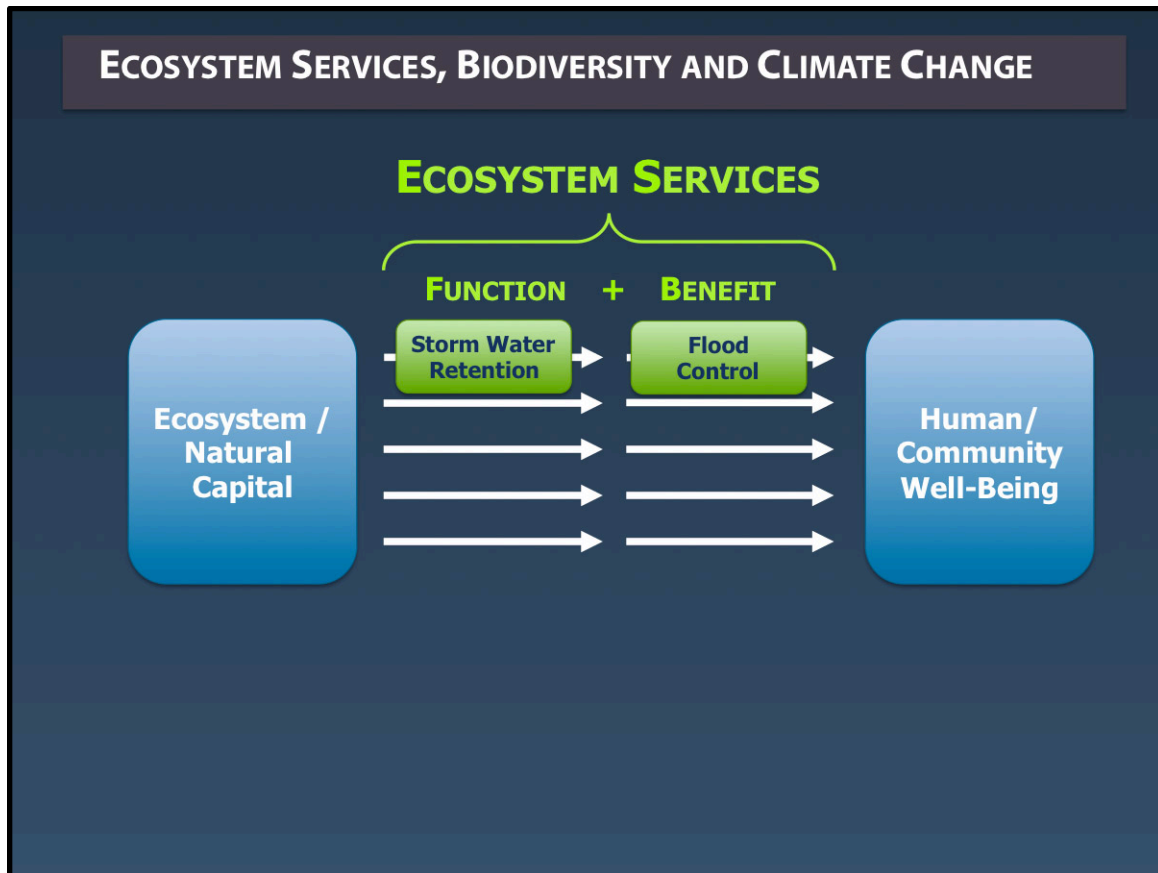 ECOSYSTEM SERVICES, BIODIVERSITY AND CLIMATE CHANGE
ECOSYSTEM SERVICES
FUNCTION + BENEFIT
Storm Water
Retention
Flood
Control
Ecosystem /
Natural
Capital
Human/
Community
Well-Being